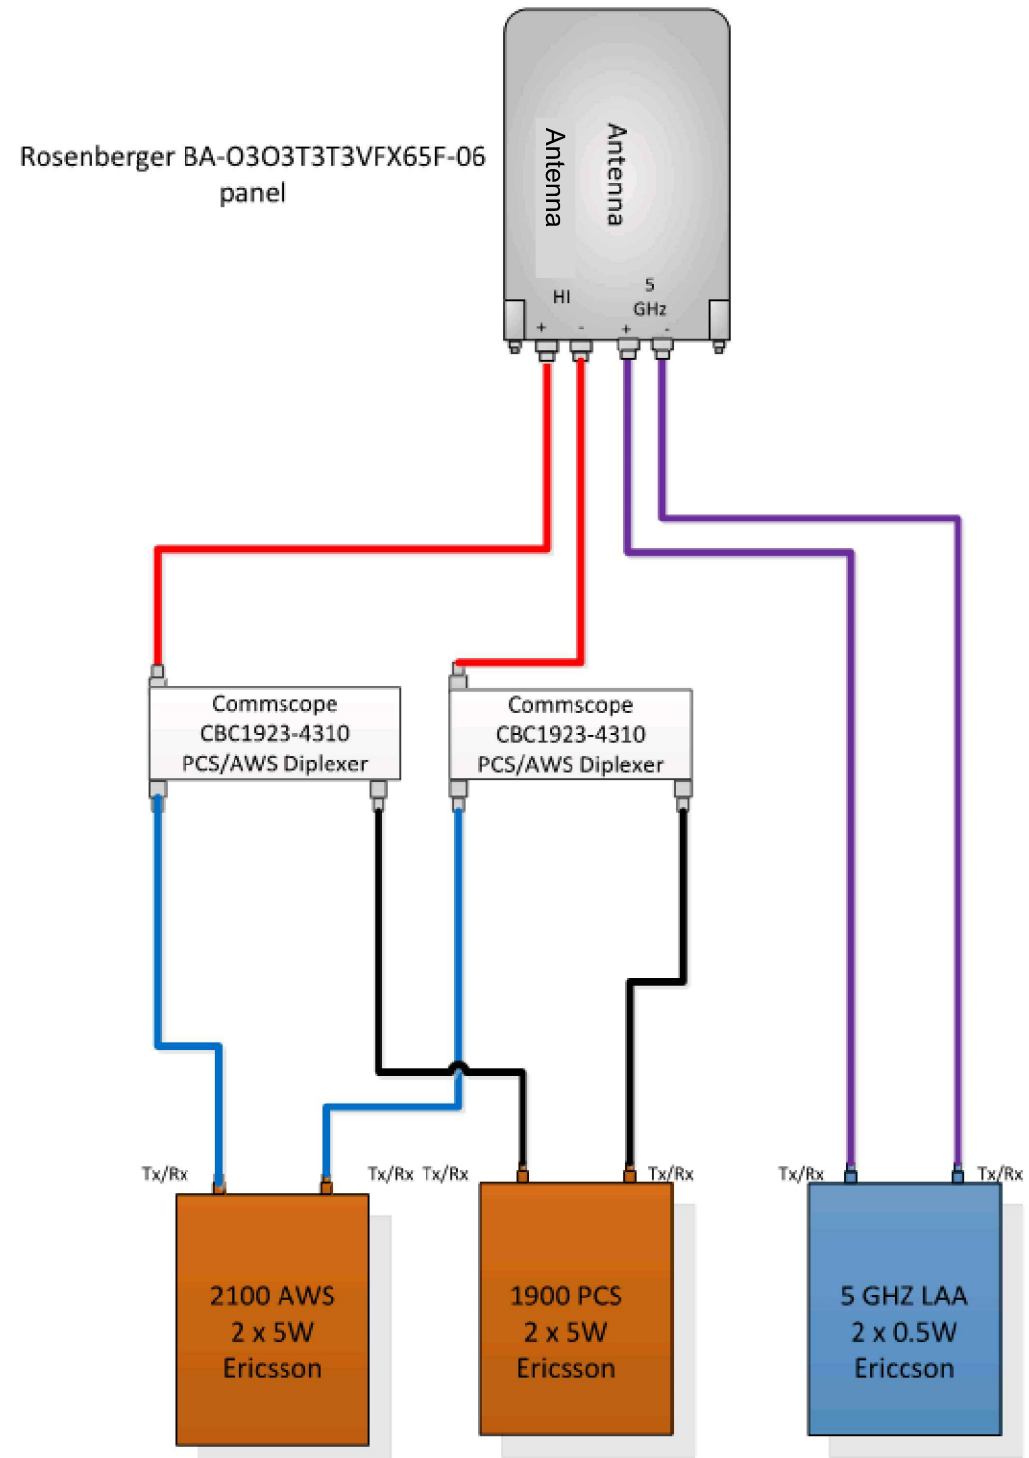 Rosenberger BA-O3O3T3T3VFX65F-06
panel
Antenna
Antenna
HI
5
GHz
+
-
+
-
Commscope
CBC1923-4310
PCS/AWS Diplexer
Commscope
CBC1923-4310
PCS/AWS Diplexer
Tx/Rx
Tx/Rx
Tx/Rx
Tx/Rx
Tx/Rx
Tx/Rx
2100 AWS
2 x 5W
Ericsson
1900 PCS
2 x 5W
Ericsson
5 GHZ LAA
2 x 0.5W
Ericcson